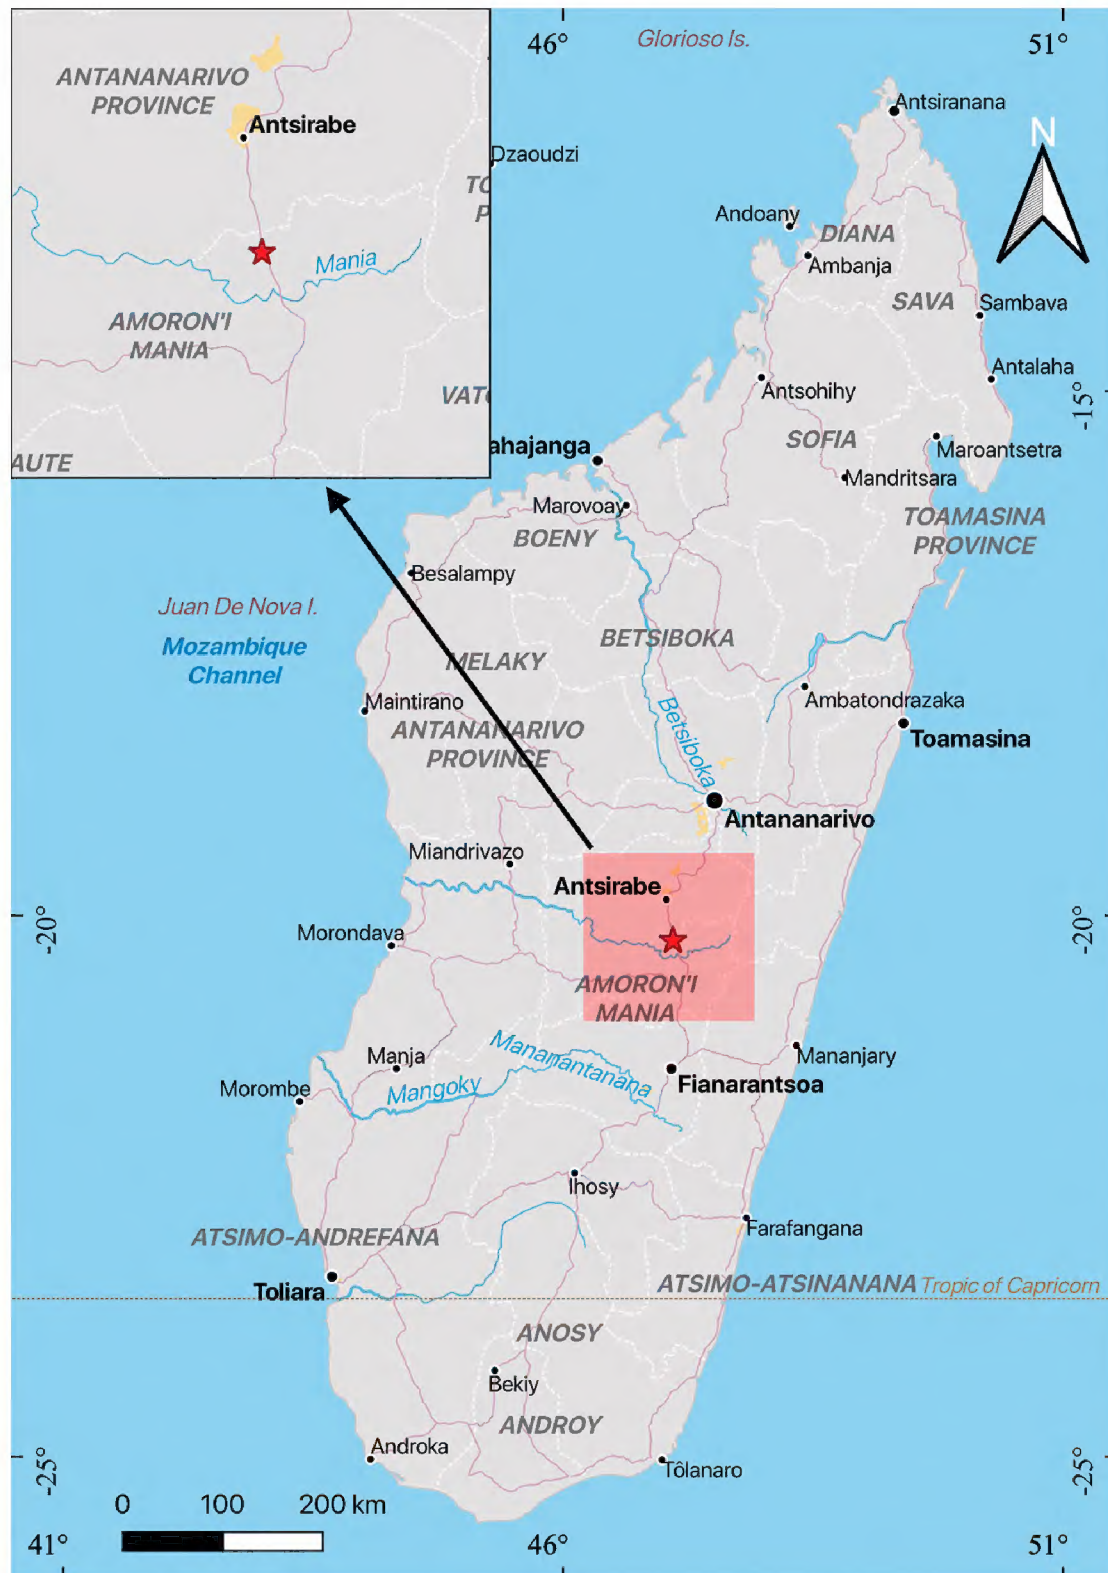 46°
51°
Glorioso Is.
ANTANANARIVO
PROVINCE
Antsirabe
Mania
AMORON'I
MANIA
AUTE
VATO
TO
P
Dzaoudzi
N
Antsiranana
Andoany
DIANA
Ambanja
SAVA
Sambava
Antalaha
-15°
Antsohihy
SOFIA
ahajanga
Maroantsetra
Mandritsara
Marovoay
BOENY
TOAMASINA
PROVINCE
Besalampy
Juan De Nova I.
Mozambique
Channel
BETSIBOKA
MELAKY
Maintirano
Ambatondrazaka
Betsiboka
ANTANANARIVO
PROVINCE
Toamasina
Antananarivo
Miandrivazo
Antsirabe
-20°
-20°
Morondava
AMORON'I
MANIA
Mananjary
Manja
Mananantanana
Mangoky
Fianarantsoa
Morombe
Ihosy
Farafangana
ATSIMO-ANDREFANA
Toliara
ATSIMO-ATSINANANA
Tropic of Capricorn
ANOSY
Bekiy
ANDROY
Androka
Tôlanaro
-25°
-25°
0 100 200 km
41°
46°
51°